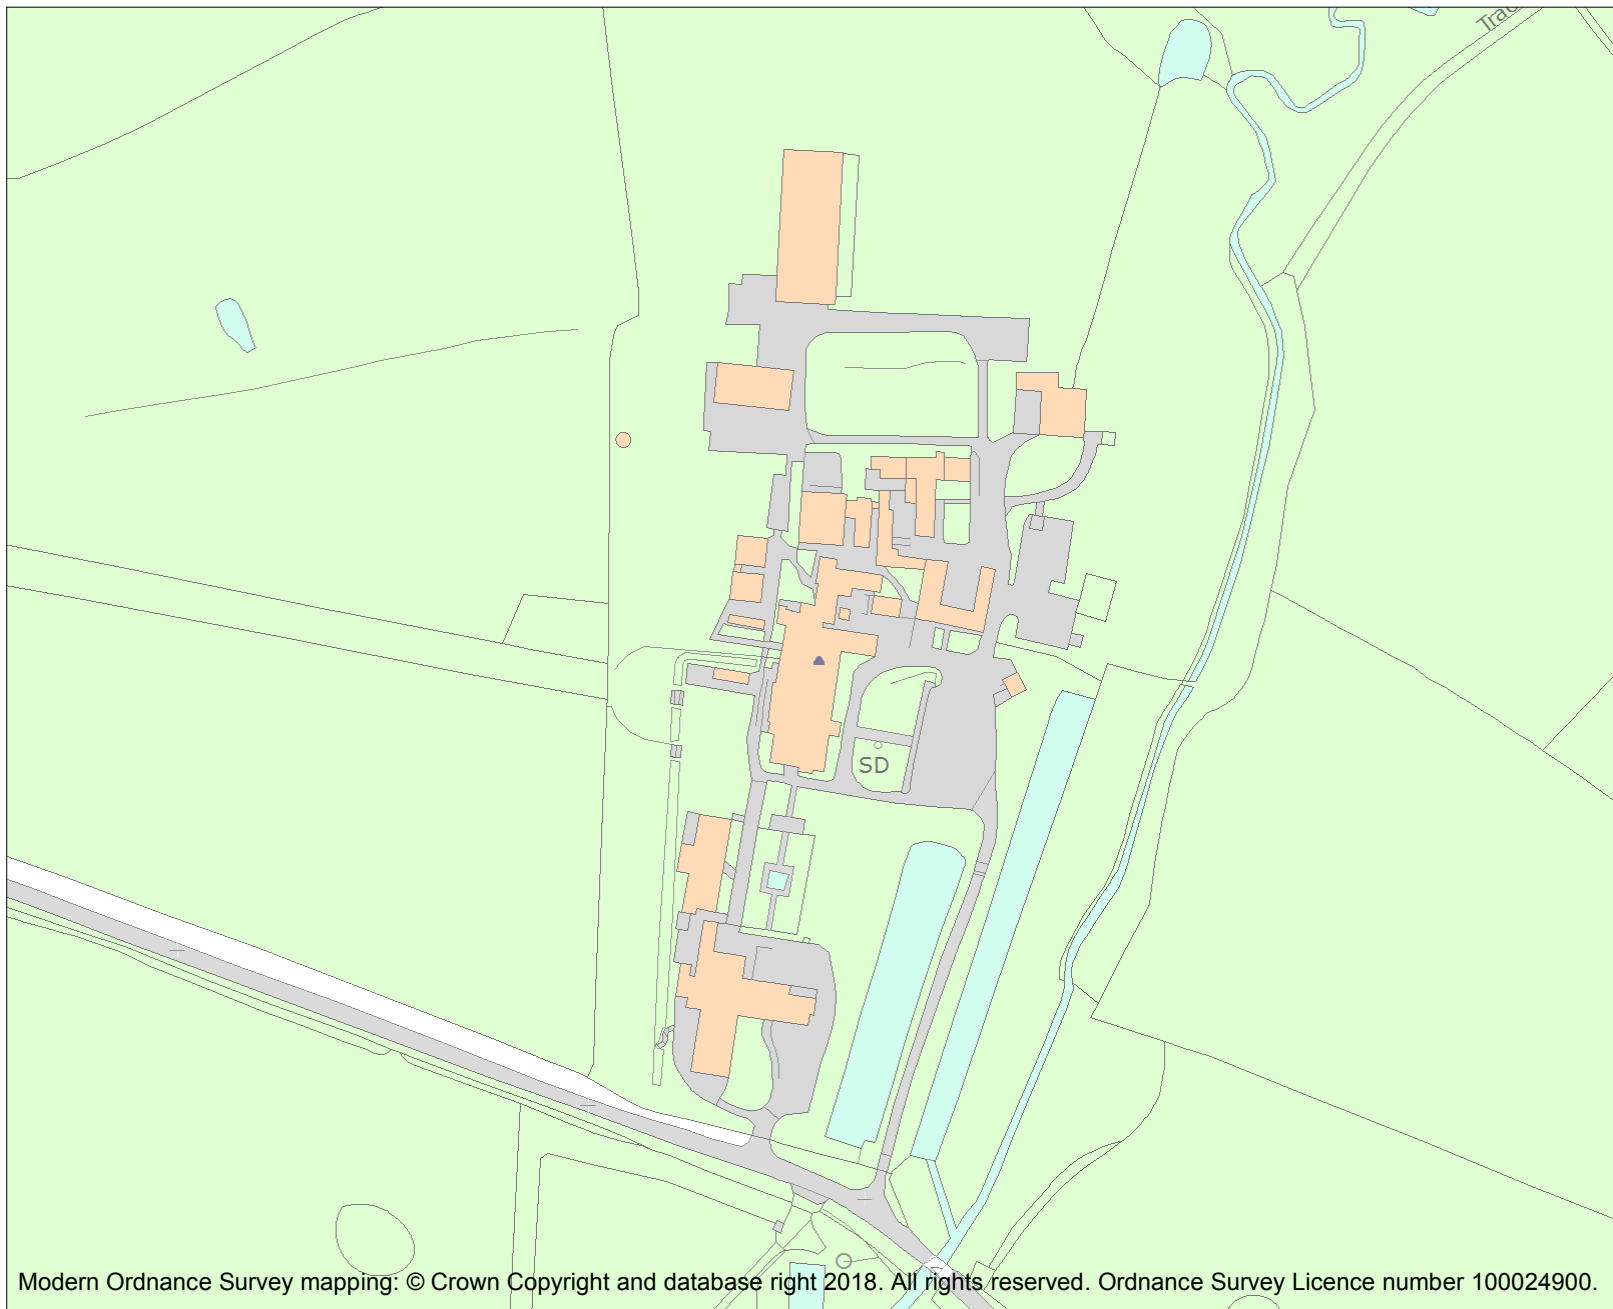 SD
Modern Ordnance Survey mapping: © Crown Copyright and database right 2018. All rights reserved. Ordnance Survey Licence number 100024900.